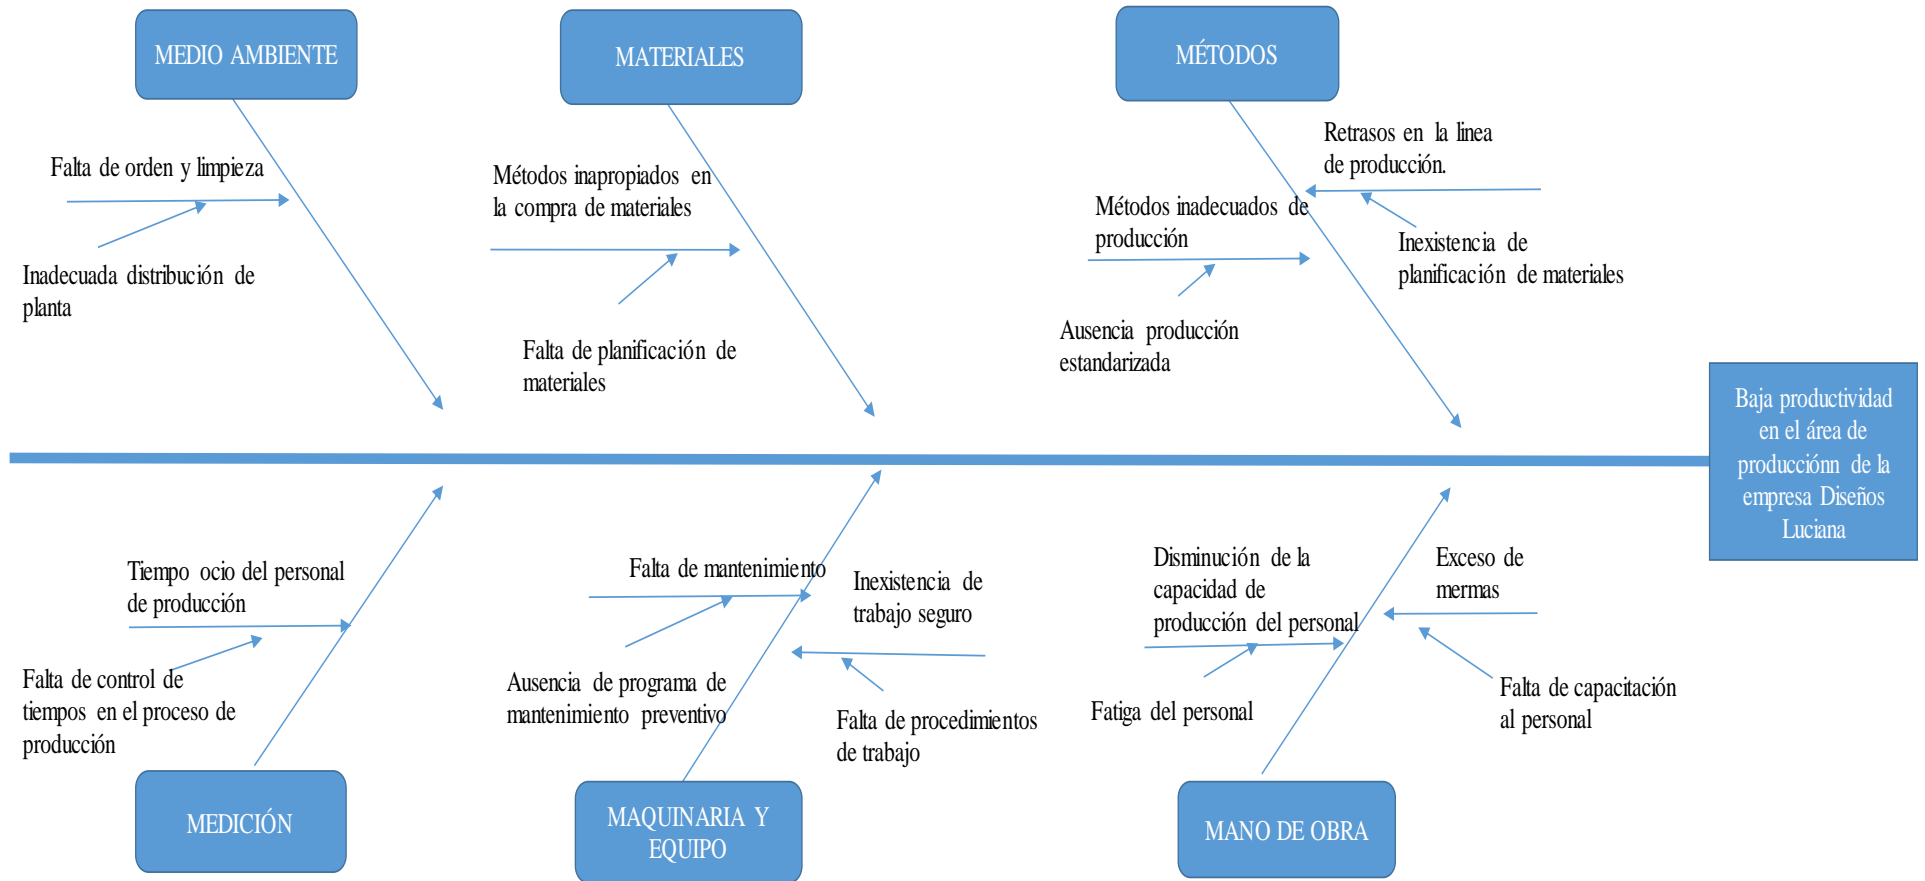 MEDIO AMBIENTE
MATERIALES
MÉTODOS
Falta de orden y limpieza
Inadecuada distribución de
planta
Métodos inapropiados en
la compra de materiales
Falta de planificación de
materiales
Retrasos en la linea
de producción.
Métodos inadecuados de
producción
Inexistencia de
planificación de materiales
Ausencia producción
estandarizada
Baja productividad
en el área de
producciónn de la
empresa Diseños
Luciana
Tiempo ocio del personal
de producción
Falta de control de
tiempos en el proceso de
producción
Falta de mantenimiento
Inexistencia de
trabajo seguro
Ausencia de programa de
mantenimiento preventivo
Falta de procedimientos
de trabajo
Disminución de la
capacidad de
producción del personal
Exceso de
mermas
Fatiga del personal
Falta de capacitación
al personal
MEDICIÓN
MAQUINARIA Y
EQUIPO
MANO DE OBRA